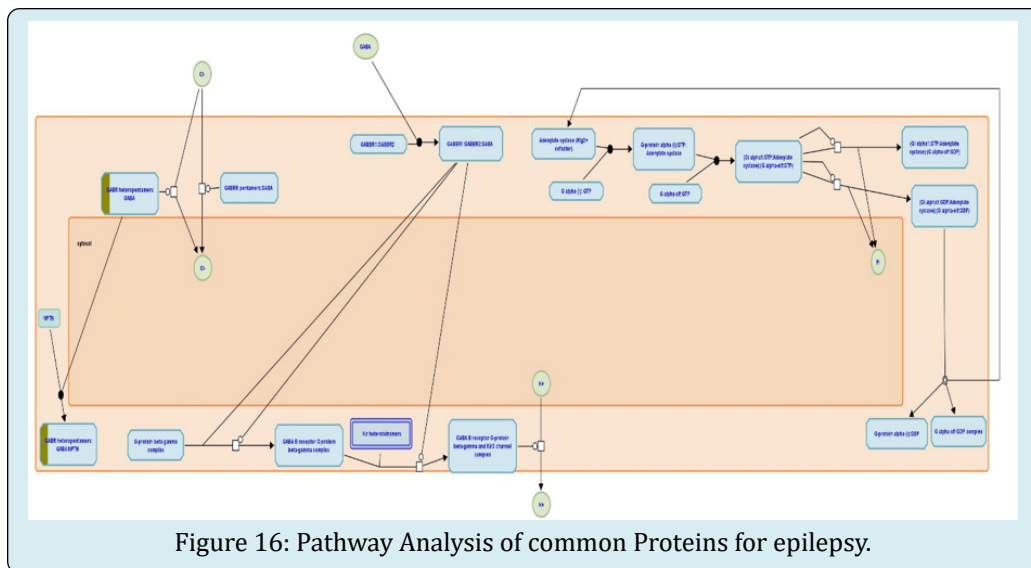 GABA
Cl-
GABBR1:GABBR2
GABBR1:GABBR2:GABA
Adenylate cyclase (Mg2+
cofactor)
G-protein alpha (i):GTP:
Adenylate cyclase
(Gi alpha1:GTP:Adenylate
cyclase):(G alpha-olf:GTP)
(Gi alpha1:GTP:Adenylate
cyclase):(G alpha-olf:GDP)
G alpha (i): GTP
G alpha-olf:GTP
GABR heteropentamers:
GABA
GABRR pentamers:GABA
(Gi alpha1:GDP:Adenylate
cyclase):(G alpha-olf:GDP)
cytosol
Cl-
Pi
NPTN
K+
GABR heteropentamers:
GABA:NPTN
G-protein beta-gamma
complex
GABA B receptor G-protein
beta-gamma complex
Kir heterotetramers
GABA B receptor G-protein
beta-gamma and Kir3 channel
complex
G-protein alpha (i):GDP
G alpha-olf:GDP complex
K+
Figure 16: Pathway Analysis of common Proteins for epilepsy.